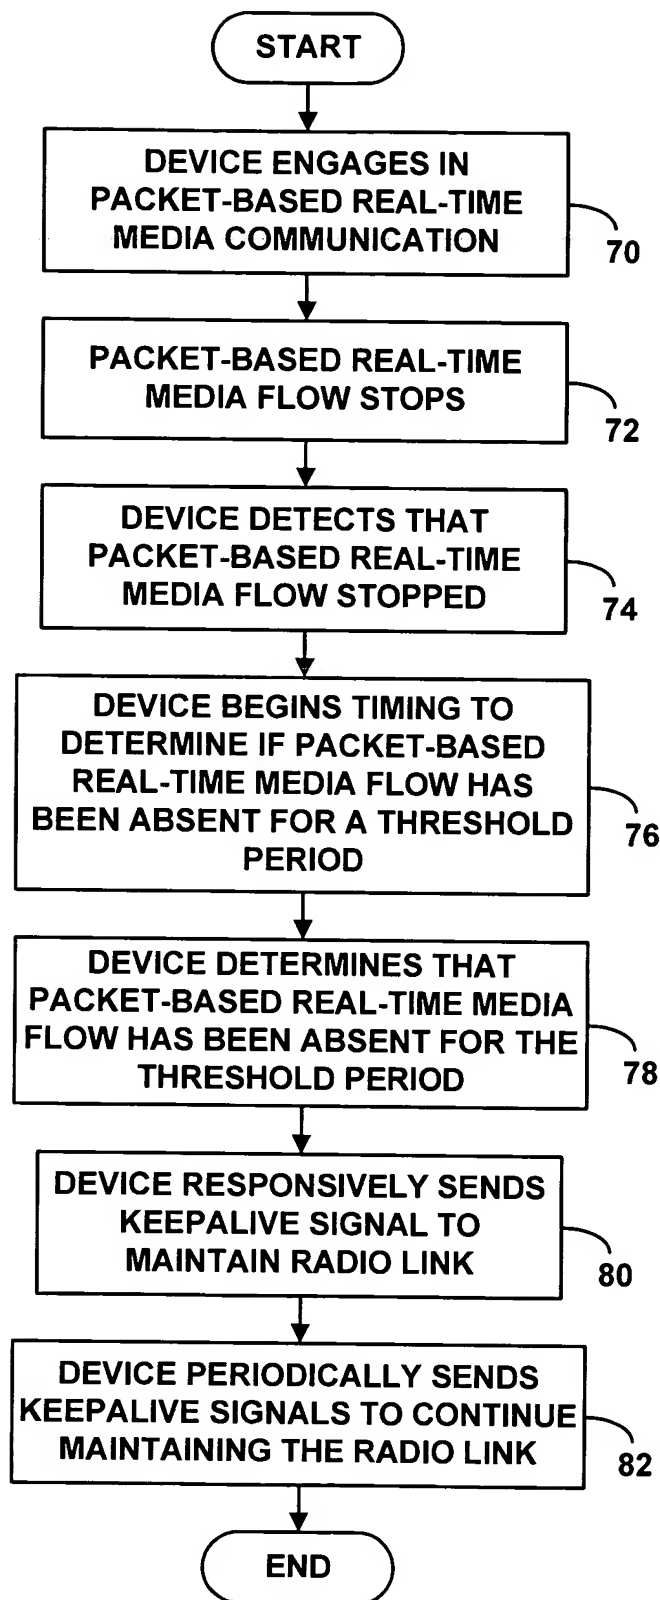 START
DEVICE ENGAGES IN
PACKET-BASED REAL-TIME
MEDIA COMMUNICATION
70
PACKET-BASED REAL-TIME
MEDIA FLOW STOPS
72
DEVICE DETECTS THAT
PACKET-BASED REAL-TIME
MEDIA FLOW STOPPED
74
DEVICE BEGINS TIMING TO
DETERMINE IF PACKET-BASED
REAL-TIME MEDIA FLOW HAS
BEEN ABSENT FOR A THRESHOLD
PERIOD
76
DEVICE DETERMINES THAT
PACKET-BASED REAL-TIME MEDIA
FLOW HAS BEEN ABSENT FOR THE
THRESHOLD PERIOD
78
DEVICE RESPONSIVELY SENDS
KEEPALIVE SIGNAL TO
MAINTAIN RADIO LINK
80
DEVICE PERIODICALLY SENDS
KEEPALIVE SIGNALS TO CONTINUE
MAINTAINING THE RADIO LINK
82
END